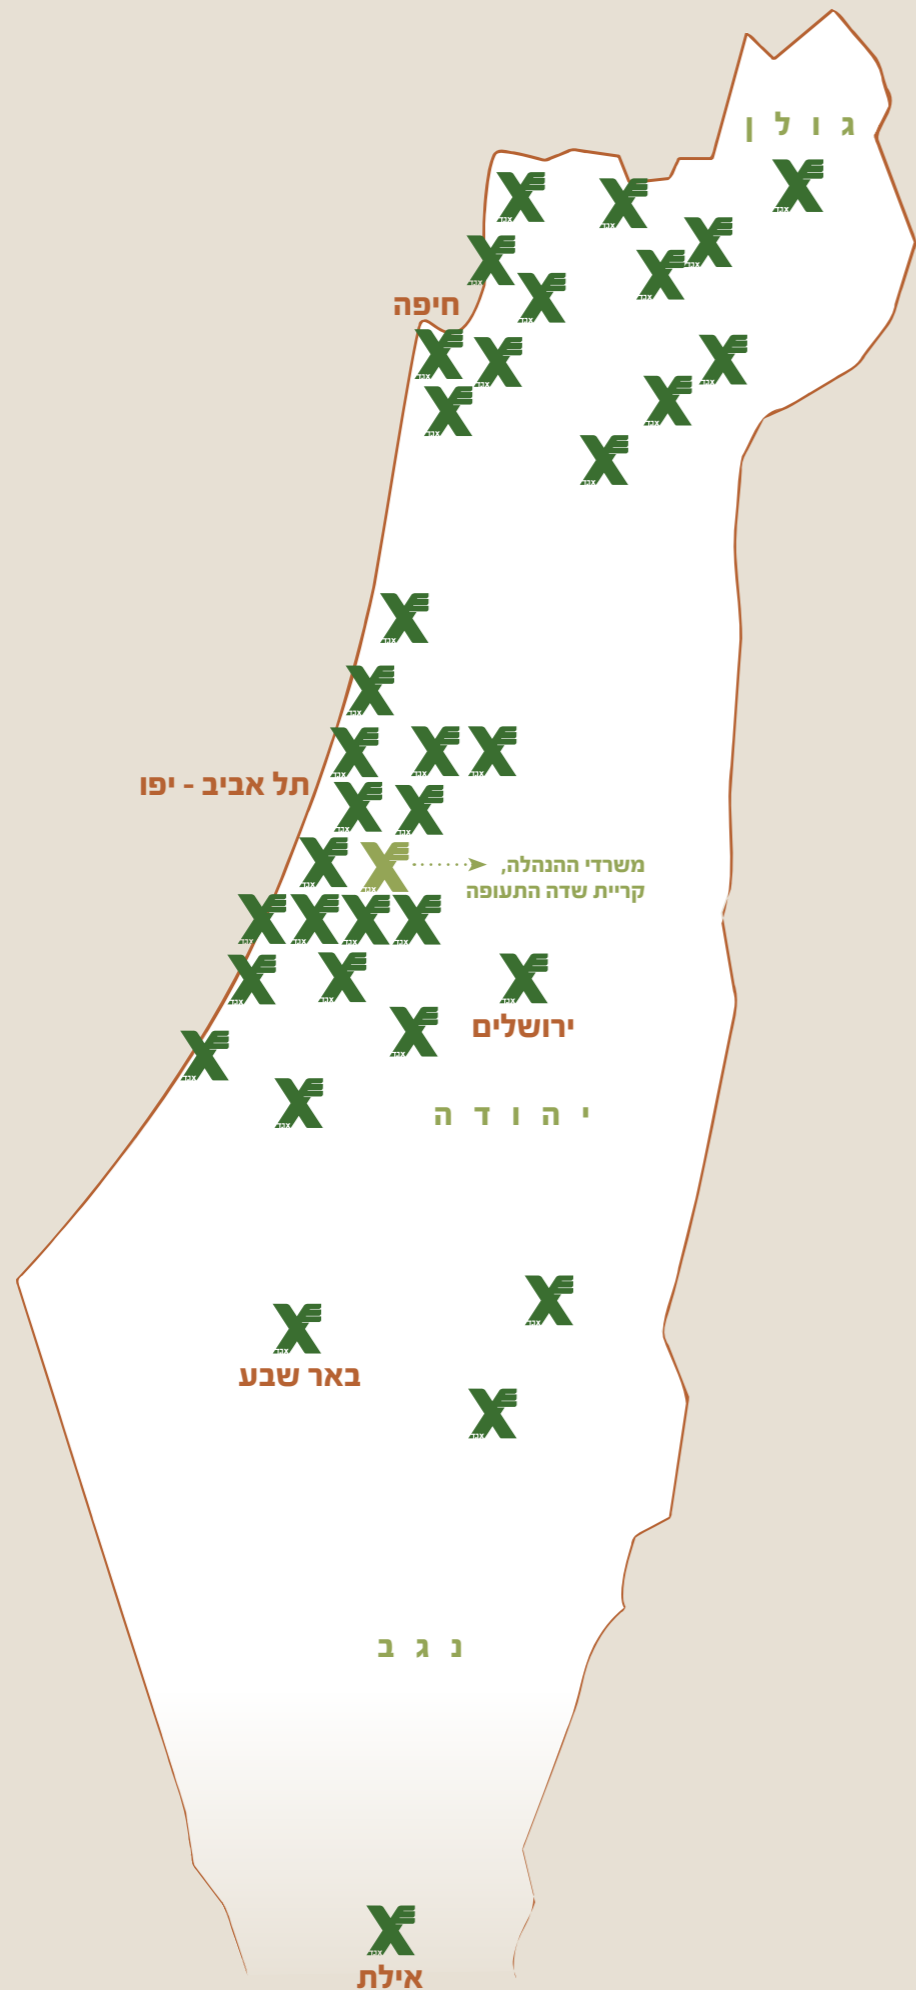 גולן
חיפה
תל אביב - יפו
משרדי ההנהלה,
קריית שדה התעופה
ירושלים
יהודה
באר שבע
נגב
אילת